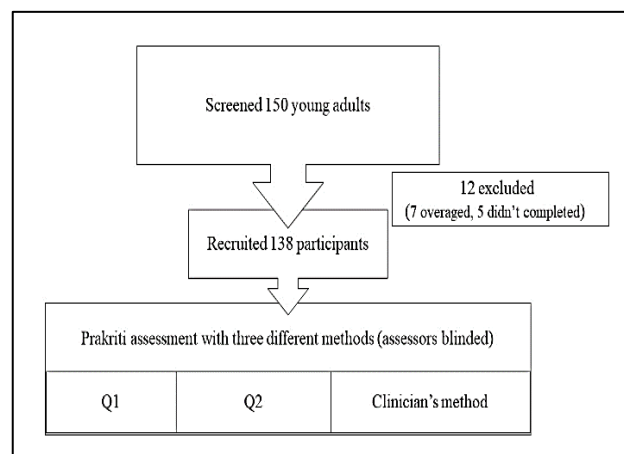 Screened 150 young adults
12 excluded
(7 overaged, 5 didn't completed)
Recruited 138 participants
Prakriti assessment with three different methods (assessors blinded)
Q1
Q2
Clinician's method